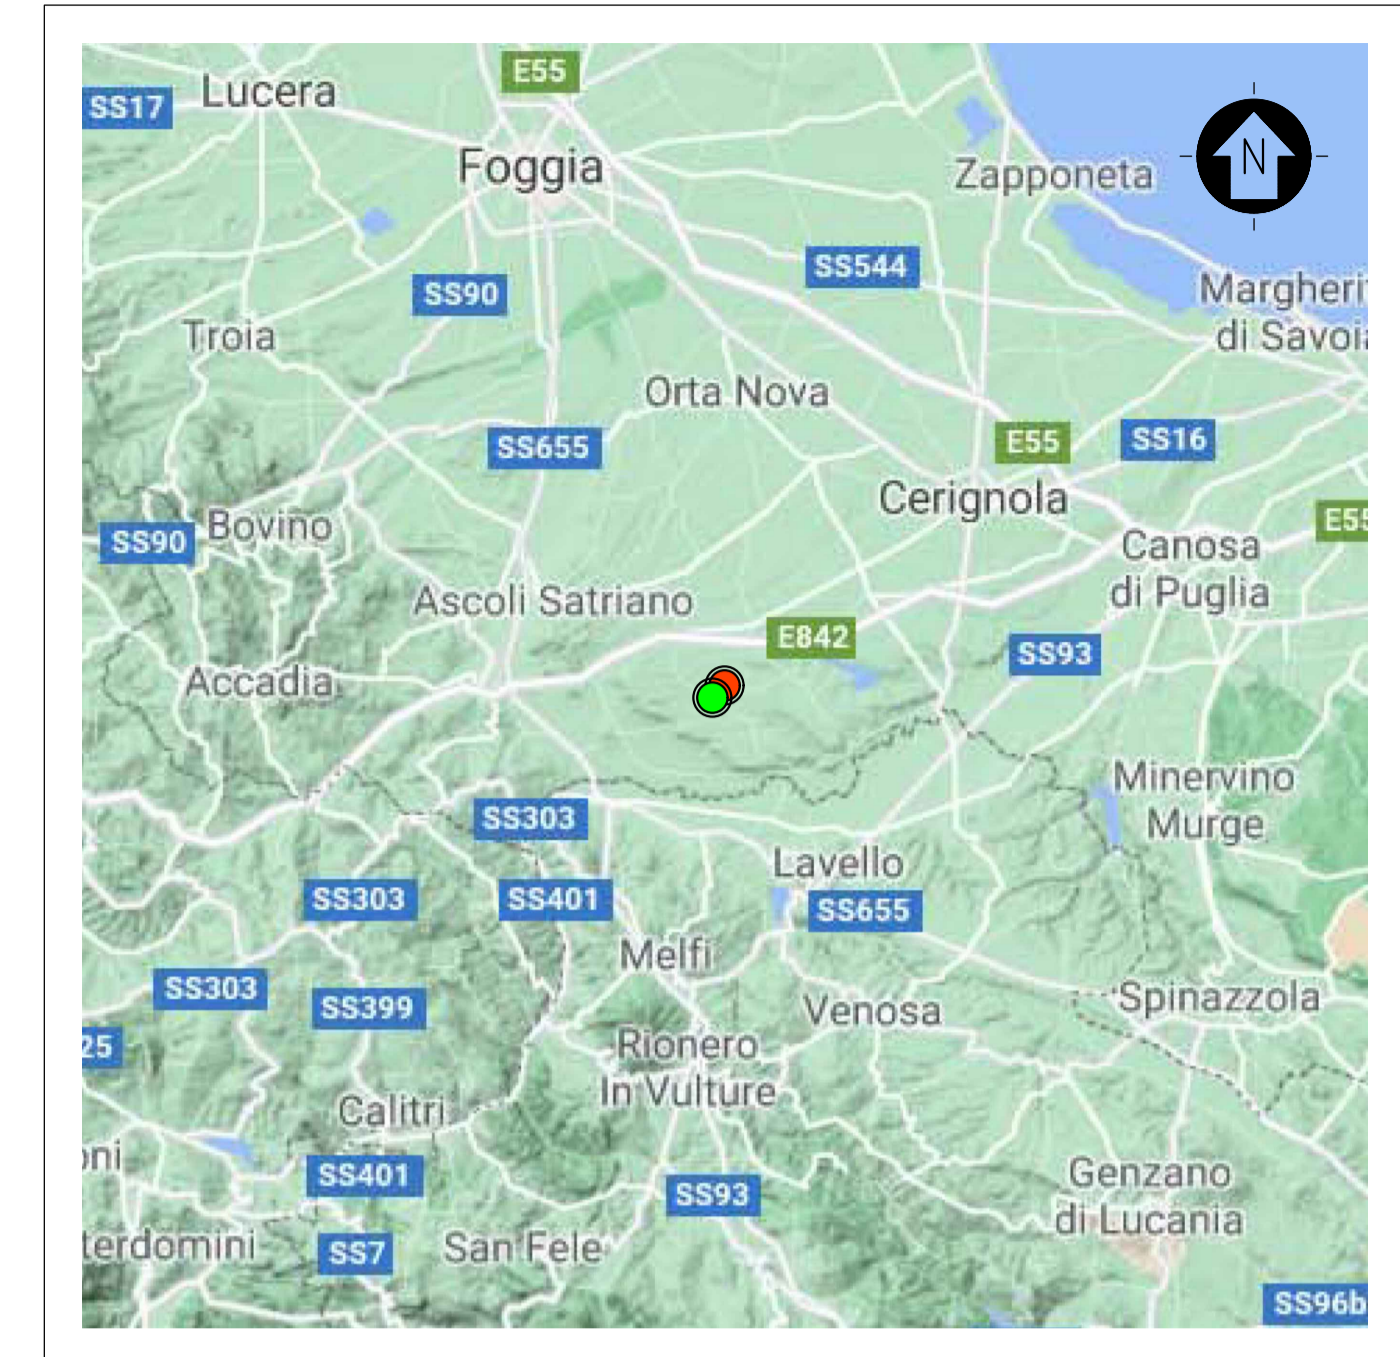 E55
Lucera
SS17
Foggia
N
Zapponeta
SS544
SS90
Margheri
di Savoia
Troia
Orta Nova
E55
SS16
SS655
Cerignola
E55
Bovino
SS90
Canosa
di Puglia
Ascoli Satriano
E842
SS93
Accadia
Minervino
Murge
SS303
Lavello
SS303
SS401
SS655
Melfi
SS303
SS399
Venosa
Spinazzola
25
Rionero
In Vulture
Calitri
oni
SS401
Genzano
di Lucania
SS93
terdomini
SS7
San Fele
SS96b